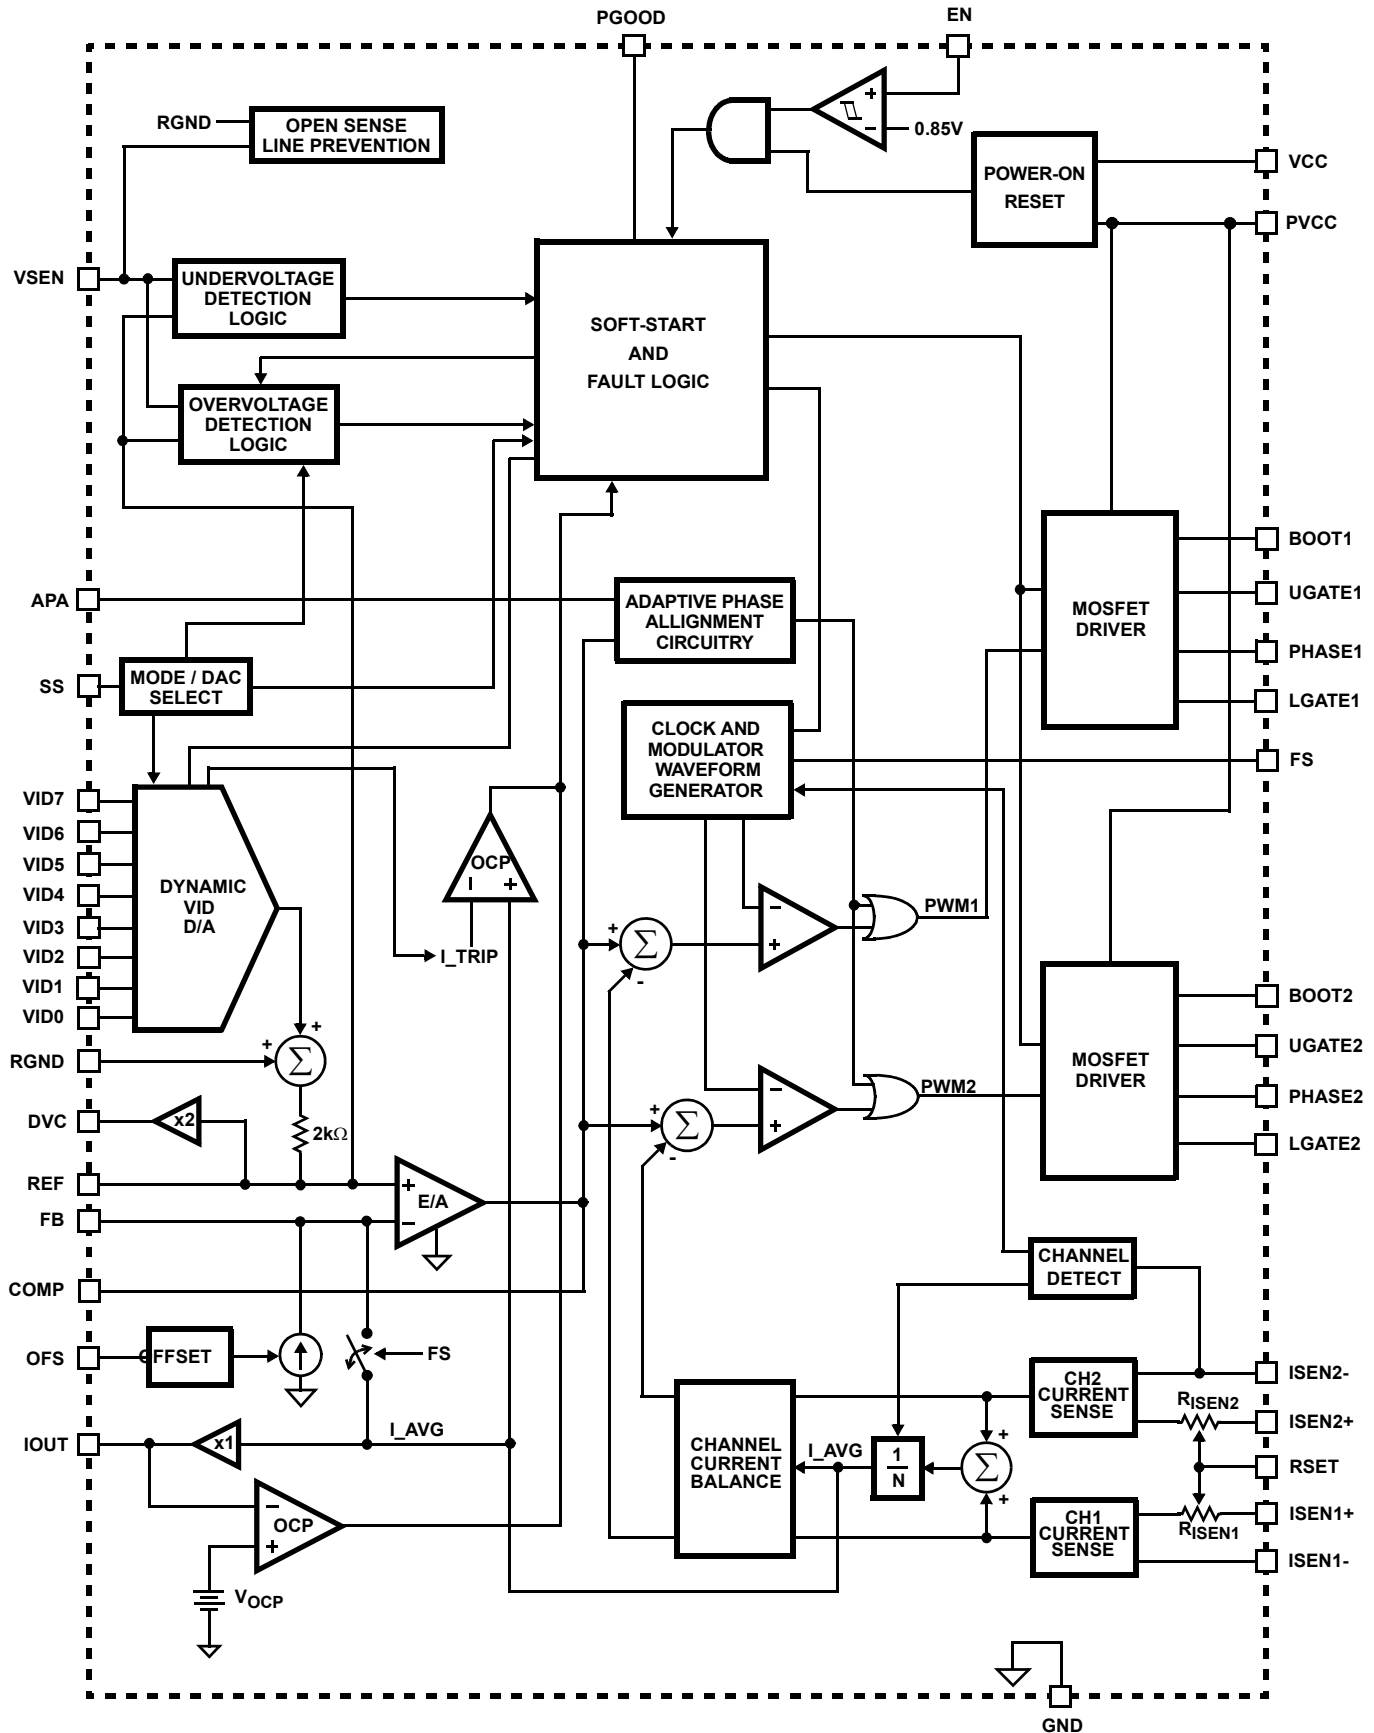 PGOOD
EN
RGND
OPEN SENSE
LINE PREVENTION
+
−
0.85V
POWER-ON
RESET
VCC
PVCC
VSEN
UNDERVOLTAGE
DETECTION
LOGIC
SOFT-START
AND
FAULT LOGIC
OVERVOLTAGE
DETECTION
LOGIC
BOOT1
UGATE1
PHASE1
LGATE1
MOSFET
DRIVER
APA
ADAPTIVE PHASE
ALLIGNMENT
CIRCUITRY
SS
MODE / DAC
SELECT
CLOCK AND
MODULATOR
WAVEFORM
GENERATOR
FS
VID7
VID6
VID5
VID4
VID3
VID2
VID1
VID0
DYNAMIC
VID
D/A
OCP
−
+
I_TRIP
+
Σ
-
−
+
PWM1
RGND
+
+
Σ
DVC
x2
2kΩ
REF
FB
+
−
E/A
+
Σ
-
−
+
PWM2
MOSFET
DRIVER
BOOT2
UGATE2
PHASE2
LGATE2
COMP
OFS
OFFSET
FS
CHANNEL
DETECT
IOUT
x1
I_AVG
−
+
OCP
VOCP
CHANNEL
CURRENT
BALANCE
I_AVG
1
N
+
Σ
+
CH2
CURRENT
SENSE
RISEN2
ISEN2-
ISEN2+
RSET
CH1
CURRENT
SENSE
RISEN1
ISEN1+
ISEN1-
GND